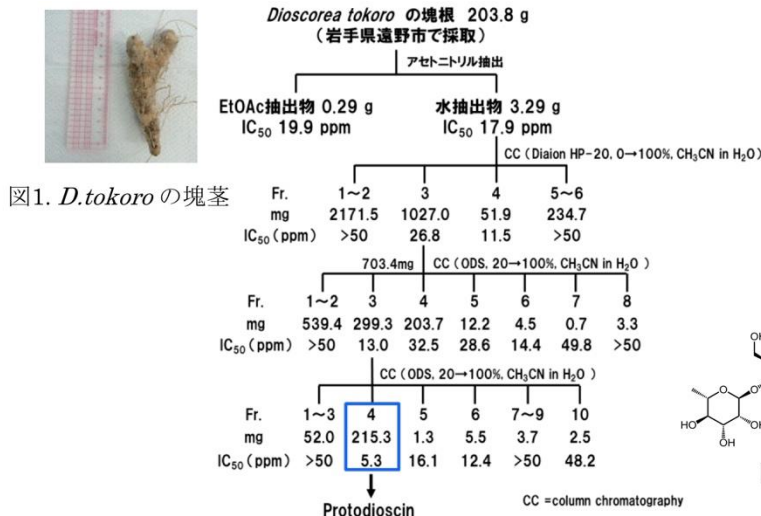 Dioscorea tokoro の塊根 203.8 g
（岩手県遠野市で採取）
アセトニトリル抽出
EtOAc抽出物 0.29 g
IC50 19.9 ppm
水抽出物 3.29 g
IC50 17.9 ppm
CC（Diaion HP-20, 0→100%, CH3CN in H2O）
図1. D.tokoro の塊茎
Fr. 1～2 3 4 5～6
mg 2171.5 1027.0 51.9 234.7
IC50（ppm） >50 26.8 11.5 >50
703.4mg CC（ODS, 20→100%, CH3CN in H2O）
Fr. 1～2 3 4 5 6 7 8
mg 539.4 299.3 203.7 12.2 4.5 0.7 3.3
IC50（ppm） >50 13.0 32.5 28.6 14.4 49.8 >50
CC（ODS, 20→100%, CH3CN in H2O）
Fr. 1～3 4 5 6 7～9 10
mg 52.0 215.3 1.3 5.5 3.7 2.5
IC50（ppm） >50 5.3 16.1 12.4 >50 48.2
Protodioscin
CC =column chromatography
OH
O O
HO OH
OH